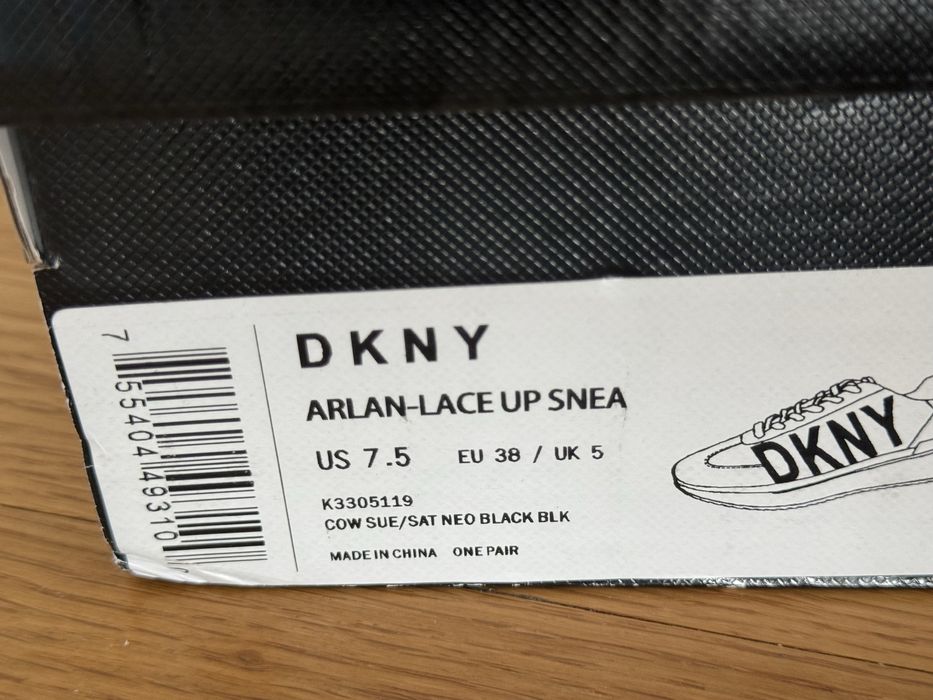 DKNY
ARLAN-LACE UP SNEA
US 7.5 EU 38 / UK 5
K3305119
COW SUE/SAT NEO BLACK BLK
MADE IN CHINA ONE PAIR
DKNY
7 55404 49310